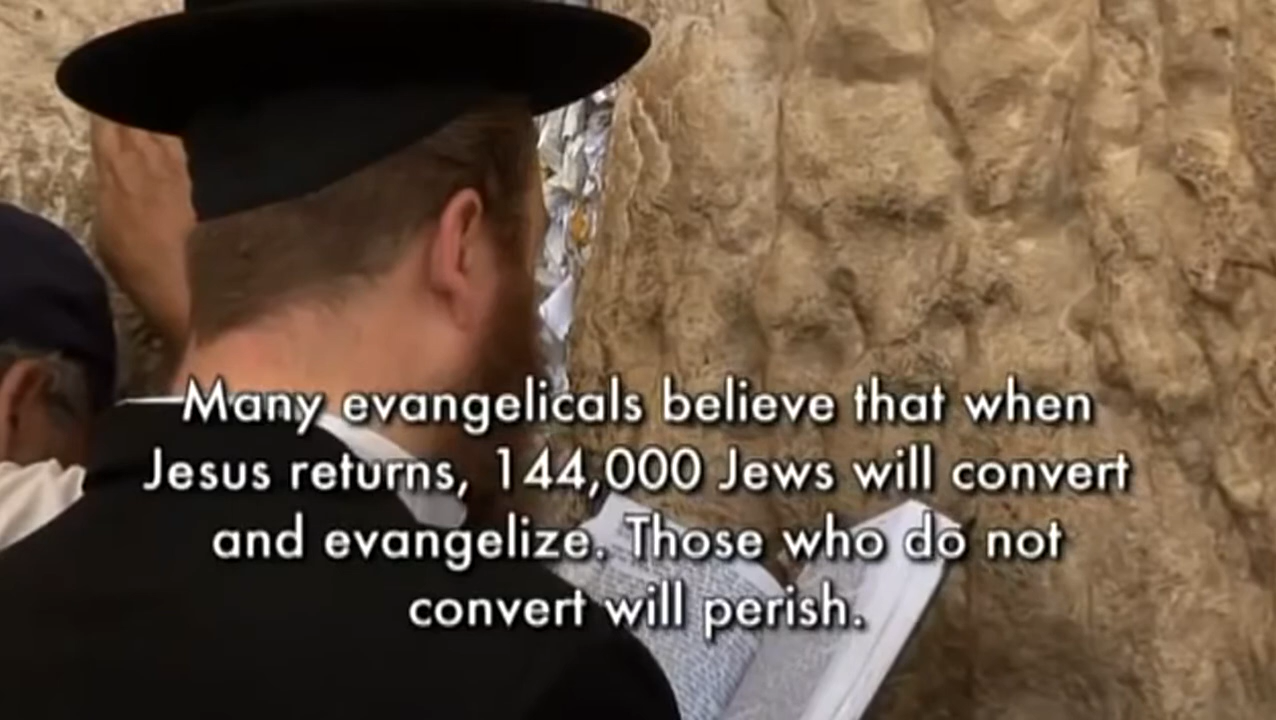 Many evangelicals believe that when
Jesus returns, 144,000 Jews will convert
and evangelize. Those who do not
convert will perish.